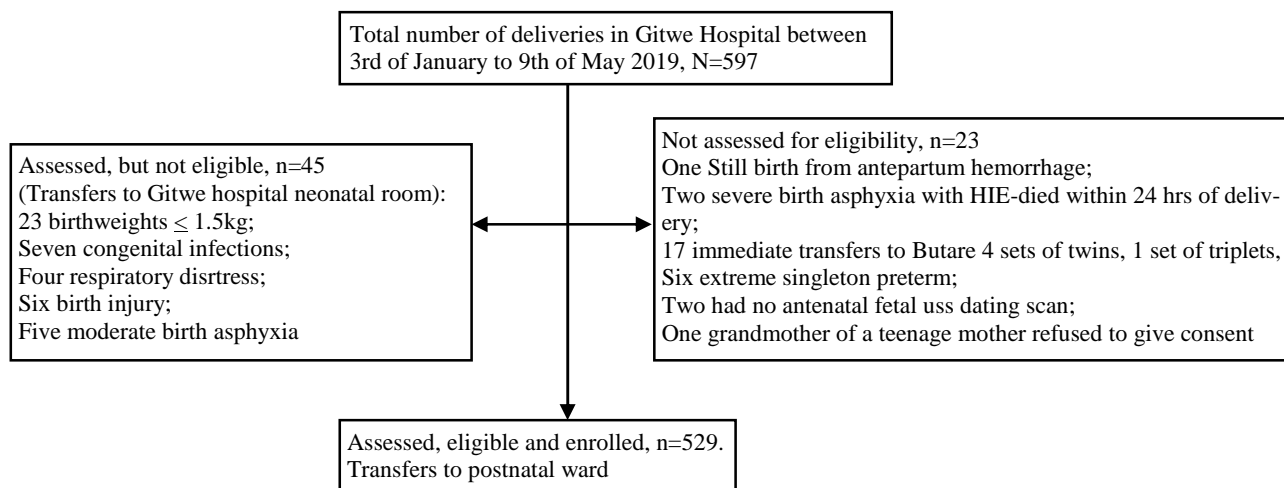 Total number of deliveries in Gitwe Hospital between
3rd of January to 9th of May 2019, N=597
Assessed, but not eligible, n=45
(Transfers to Gitwe hospital neonatal room):
23 birthweights ≤ 1.5kg;
Seven congenital infections;
Four respiratory disrtress;
Six birth injury;
Five moderate birth asphyxia
Not assessed for eligibility, n=23
One Still birth from antepartum hemorrhage;
Two severe birth asphyxia with HIE-died within 24 hrs of deliv-
ery;
17 immediate transfers to Butare 4 sets of twins, 1 set of triplets,
Six extreme singleton preterm;
Two had no antenatal fetal uss dating scan;
One grandmother of a teenage mother refused to give consent
Assessed, eligible and enrolled, n=529.
Transfers to postnatal ward